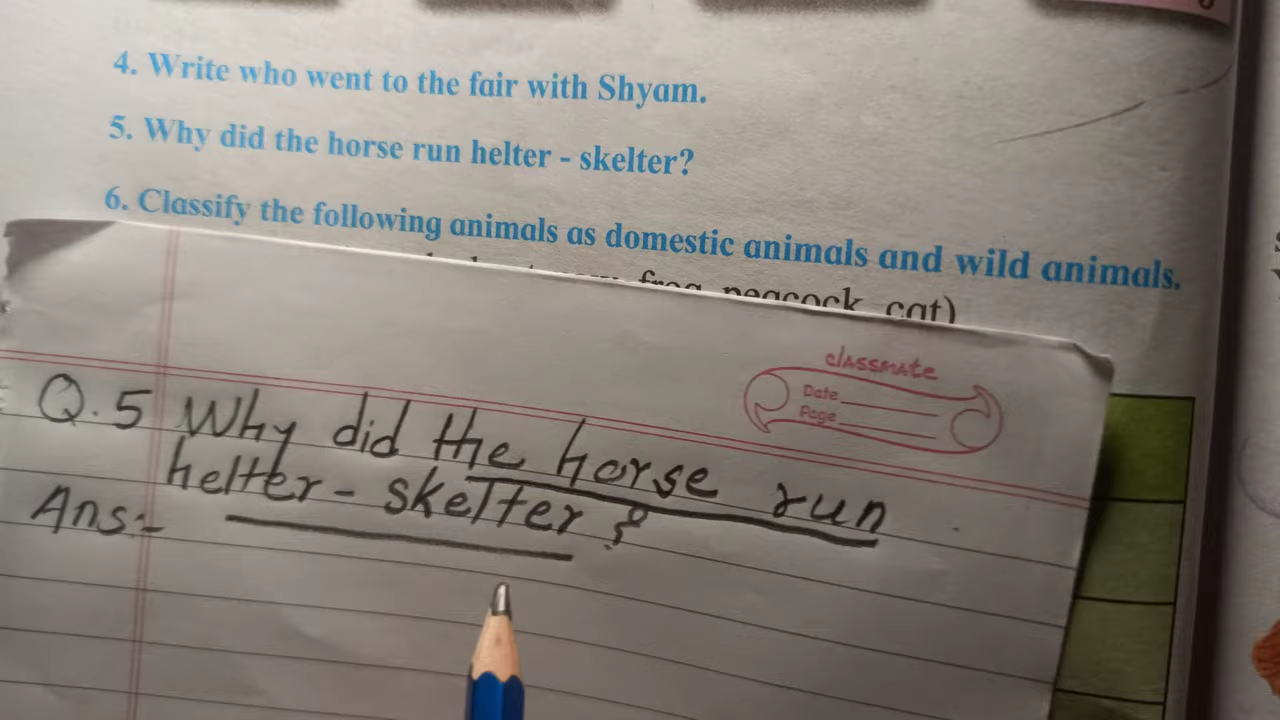 4. Write who went to the fair with Shyam.
5. Why did the horse run helter - skelter?
6. Classify the following animals as domestic animals and wild animals.
frog, peacock, cat)
classmate
Date
Page
Q.5 Why did the horse run
helter - skelter ?
Ans:-